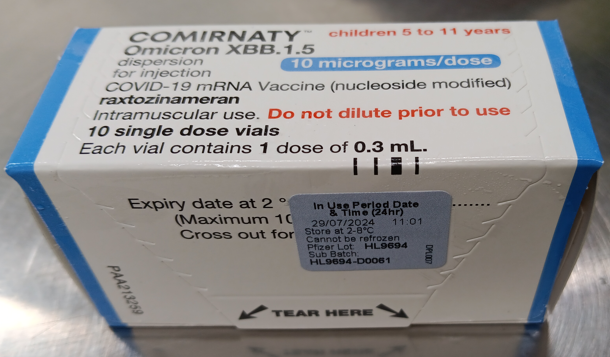 COMIRNATY™ children 5 to 11 years
Omicron XBB.1.5
dispersion 10 micrograms/dose
for injection
COVID-19 mRNA Vaccine (nucleoside modified)
raxtozinameran
Intramuscular use. Do not dilute prior to use
10 single dose vials
Each vial contains 1 dose of 0.3 mL.
Expiry date at 2 °
(Maximum 10
Cross out for
In Use Period Date
& Time (24hr)
29/07/2024 11:01
Store at 2-8°C
Cannot be refrozen
Pfizer Lot: HL9694
Sub Batch:
HL9694-D0061
PAA213259
TEAR HERE